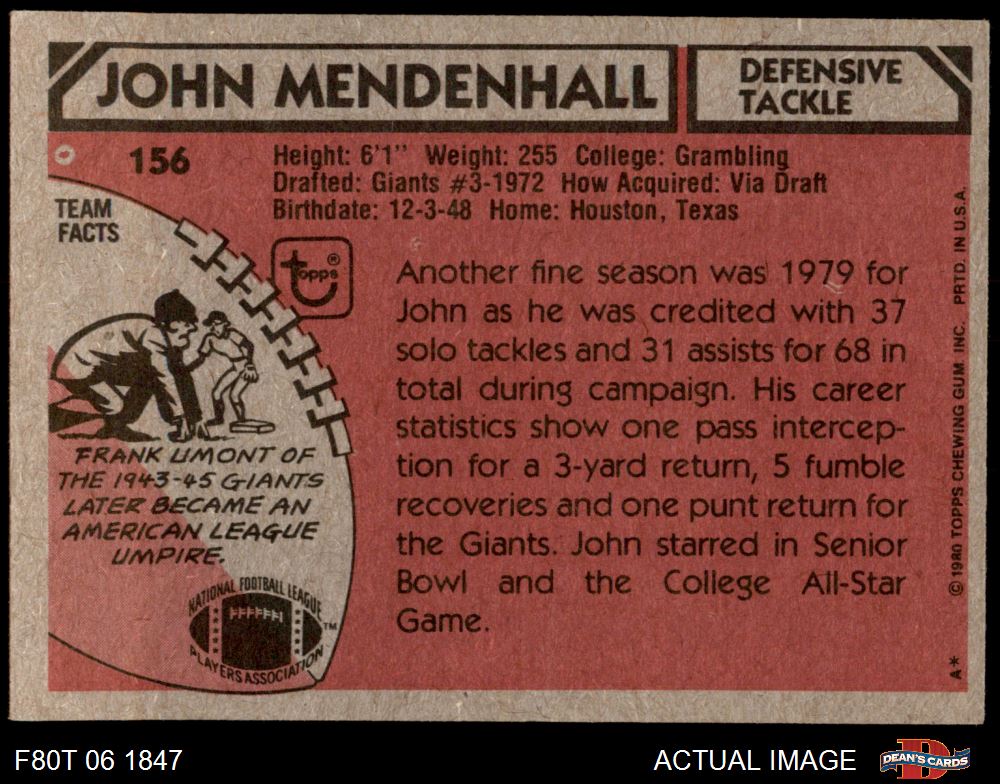 JOHN MENDENHALL
DEFENSIVE
TACKLE
156
Height: 6'1" Weight: 255 College: Grambling
Drafted: Giants #3-1972 How Acquired: Via Draft
Birthdate: 12-3-48 Home: Houston, Texas
TEAM
FACTS
topps®
Another fine season was 1979 for
John as he was credited with 37
solo tackles and 31 assists for 68 in
total during campaign. His career
statistics show one pass intercep-
tion for a 3-yard return, 5 fumble
recoveries and one punt return for
the Giants. John starred in Senior
Bowl and the College All-Star
Game.
FRANK UMONT OF
THE 1943-45 GIANTS
LATER BECAME AN
AMERICAN LEAGUE
UMPIRE.
NATIONAL FOOTBALL LEAGUE
PLAYERS ASSOCIATION
TM
A* © 1980 TOPPS CHEWING GUM, INC. PRTD. IN U.S.A.
F80T 06 1847
ACTUAL IMAGE
D
DEAN'S CARDS